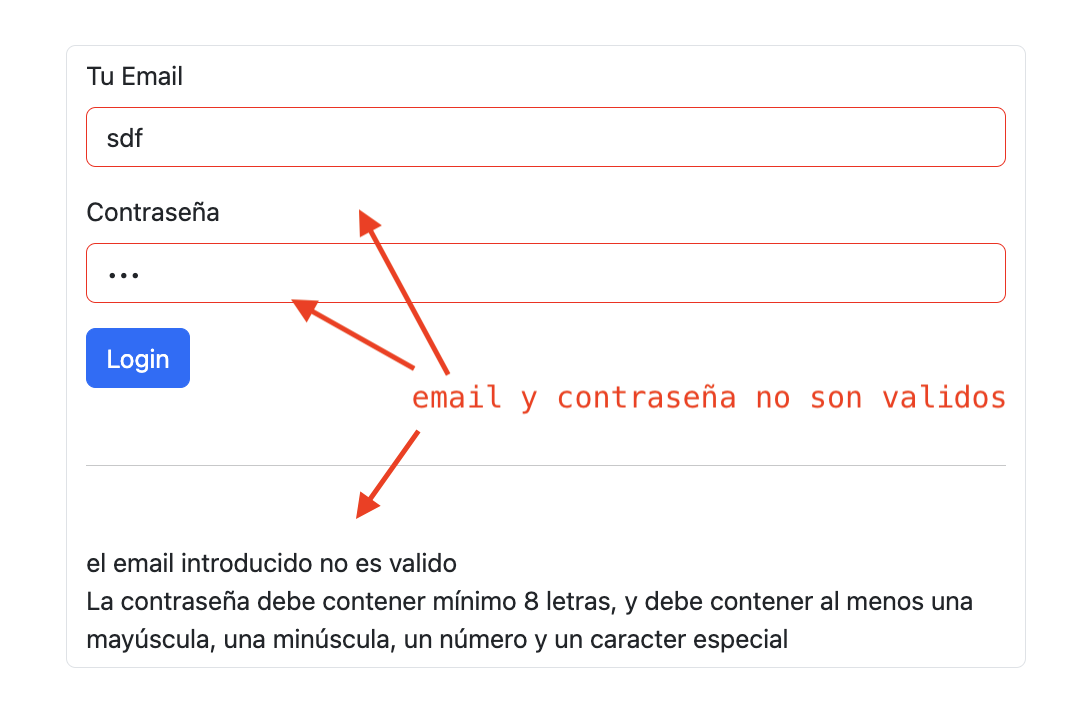 Tu Email
sdf
Contraseña
•••
Login
email y contraseña no son validos
el email introducido no es valido
La contraseña debe contener mínimo 8 letras, y debe contener al menos una
mayúscula, una minúscula, un número y un caracter especial